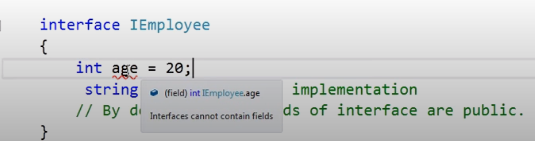 interface IEmployee
{
int age = 20;
string implementation
(field) int IEmployee.age
Interfaces cannot contain fields
// By d ds of interface are public.
}